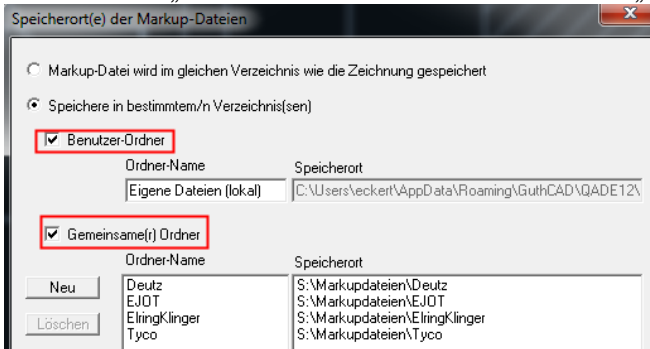 Speicherort(e) der Markup-Dateien
Markup-Datei wird im gleichen Verzeichnis wie die Zeichnung gespeichert
Speichere in bestimmtem/n Verzeichnis(sen)
Benutzer-Ordner
Ordner-Name Speicherort
Eigene Dateien (lokal) C:\Users\eckert\AppData\Roaming\GuthCAD\QADE12\
Gemeinsame(r) Ordner
Ordner-Name Speicherort
Neu Deutz S:\Markupdateien\Deutz
EJOT S:\Markupdateien\EJOT
Löschen ElringKlinger S:\Markupdateien\ElringKlinger
Tyco S:\Markupdateien\Tyco